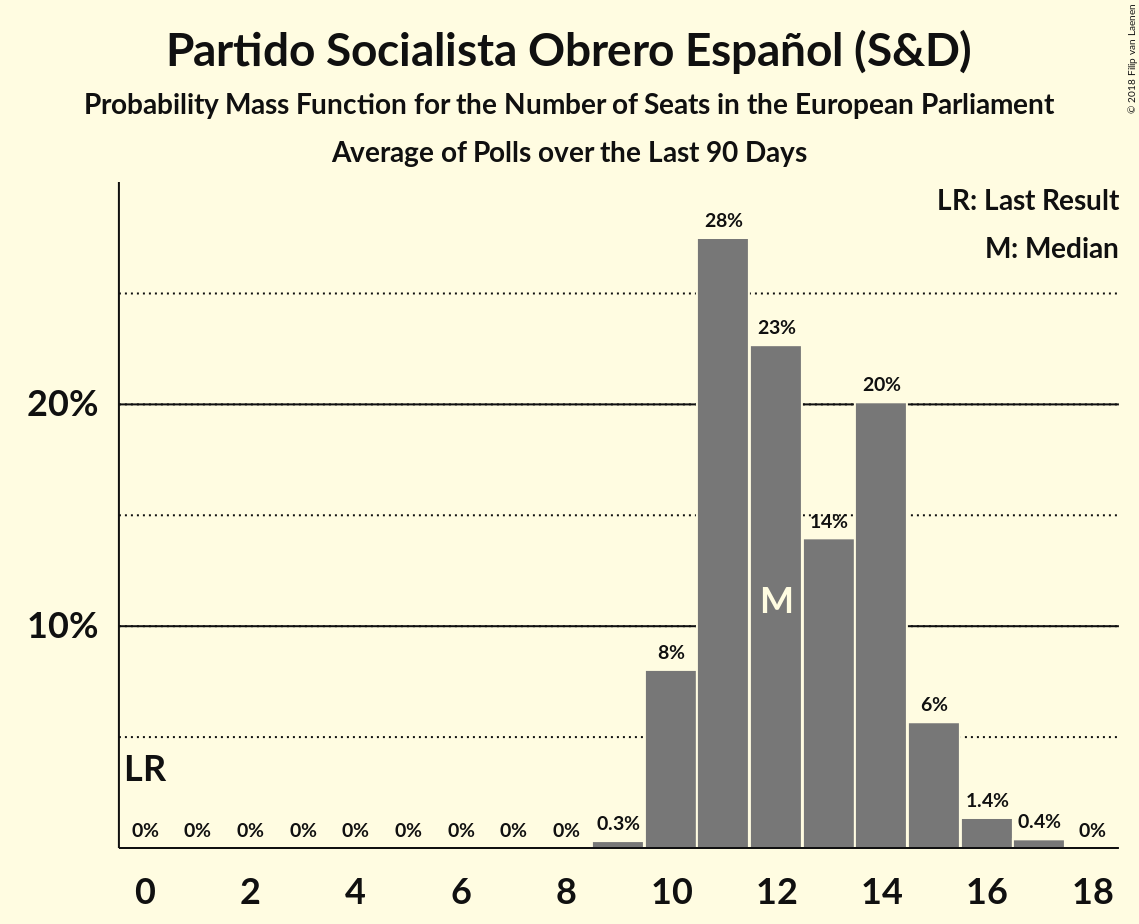 Partido Socialista Obrero Español (S&D)
Probability Mass Function for the Number of Seats in the European Parliament
Average of Polls over the Last 90 Days
© 2018 Filip van Laenen
LR: Last Result
M: Median
28%
23%
20%
20%
14%
M
10%
8%
6%
LR
0% 0% 0% 0% 0% 0% 0% 0% 0% 0.3% 1.4% 0.4% 0%
0 2 4 6 8 10 12 14 16 18